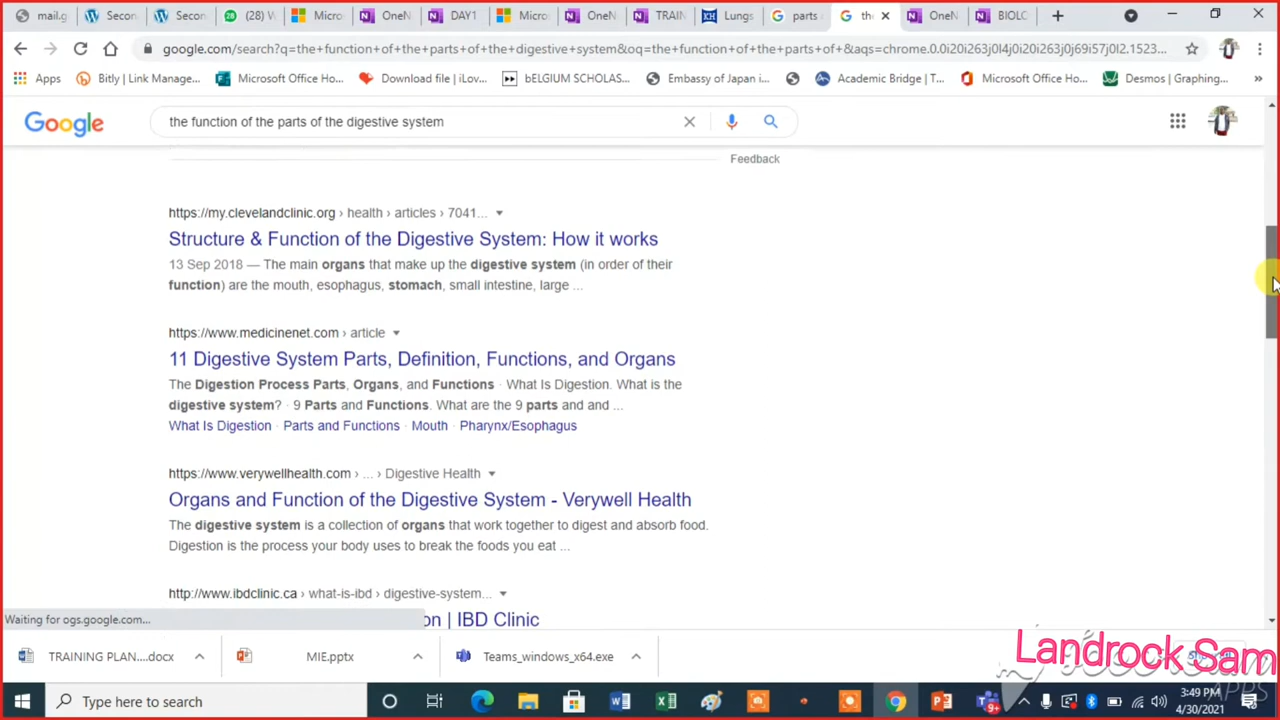 mail.g Secon Secon (28) W Micro OneN DAY1 Micro OneN TRAIN Lungs parts the OneN BIOLO
google.com/search?q=the+function+of+the+parts+of+the+digestive+system&oq=the+function+of+the+parts+of+&aqs=chrome.0.0i20i263j0l4j0i20i263j0j69i57j0l2.1523...
Apps Bitly | Link Manage... Microsoft Office Ho... Download file | iLov... bELGIUM SCHOLAS... Embassy of Japan i... Academic Bridge | T... Microsoft Office Ho... Desmos | Graphing...
Google the function of the parts of the digestive system
Feedback
https://my.clevelandclinic.org › health › articles › 7041...
Structure & Function of the Digestive System: How it works
13 Sep 2018 — The main organs that make up the digestive system (in order of their
function) are the mouth, esophagus, stomach, small intestine, large ...
https://www.medicinenet.com › article
11 Digestive System Parts, Definition, Functions, and Organs
The Digestion Process Parts, Organs, and Functions · What Is Digestion. What is the
digestive system? · 9 Parts and Functions. What are the 9 parts and and ...
What Is Digestion · Parts and Functions · Mouth · Pharynx/Esophagus
https://www.verywellhealth.com › ... › Digestive Health
Organs and Function of the Digestive System - Verywell Health
The digestive system is a collection of organs that work together to digest and absorb food.
Digestion is the process your body uses to break the foods you eat ...
http://www.ibdclinic.ca › what-is-ibd › digestive-system...
on | IBD Clinic
Waiting for ogs.google.com...
TRAINING PLAN....docx MIE.pptx Teams_windows_x64.exe
Landrock Sam
Type here to search
3:49 PM
4/30/2021